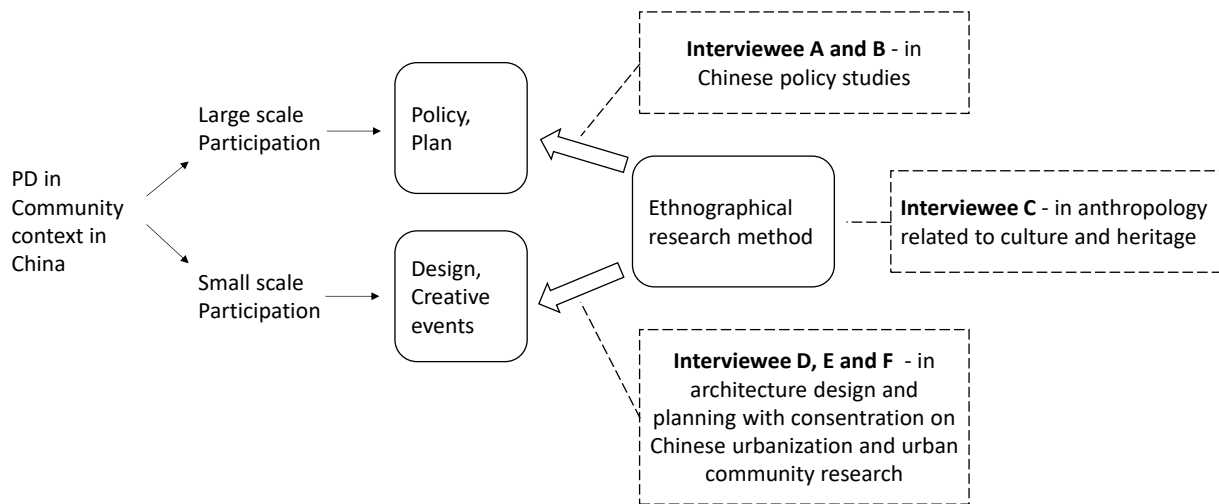 PD in
Community
context in
China
Large scale
Participation
Small scale
Participation
Policy,
Plan
Design,
Creative
events
Ethnographical
research method
Interviewee A and B - in
Chinese policy studies
Interviewee C - in anthropology
related to culture and heritage
Interviewee D, E and F - in
architecture design and
planning with consentration on
Chinese urbanization and urban
community research